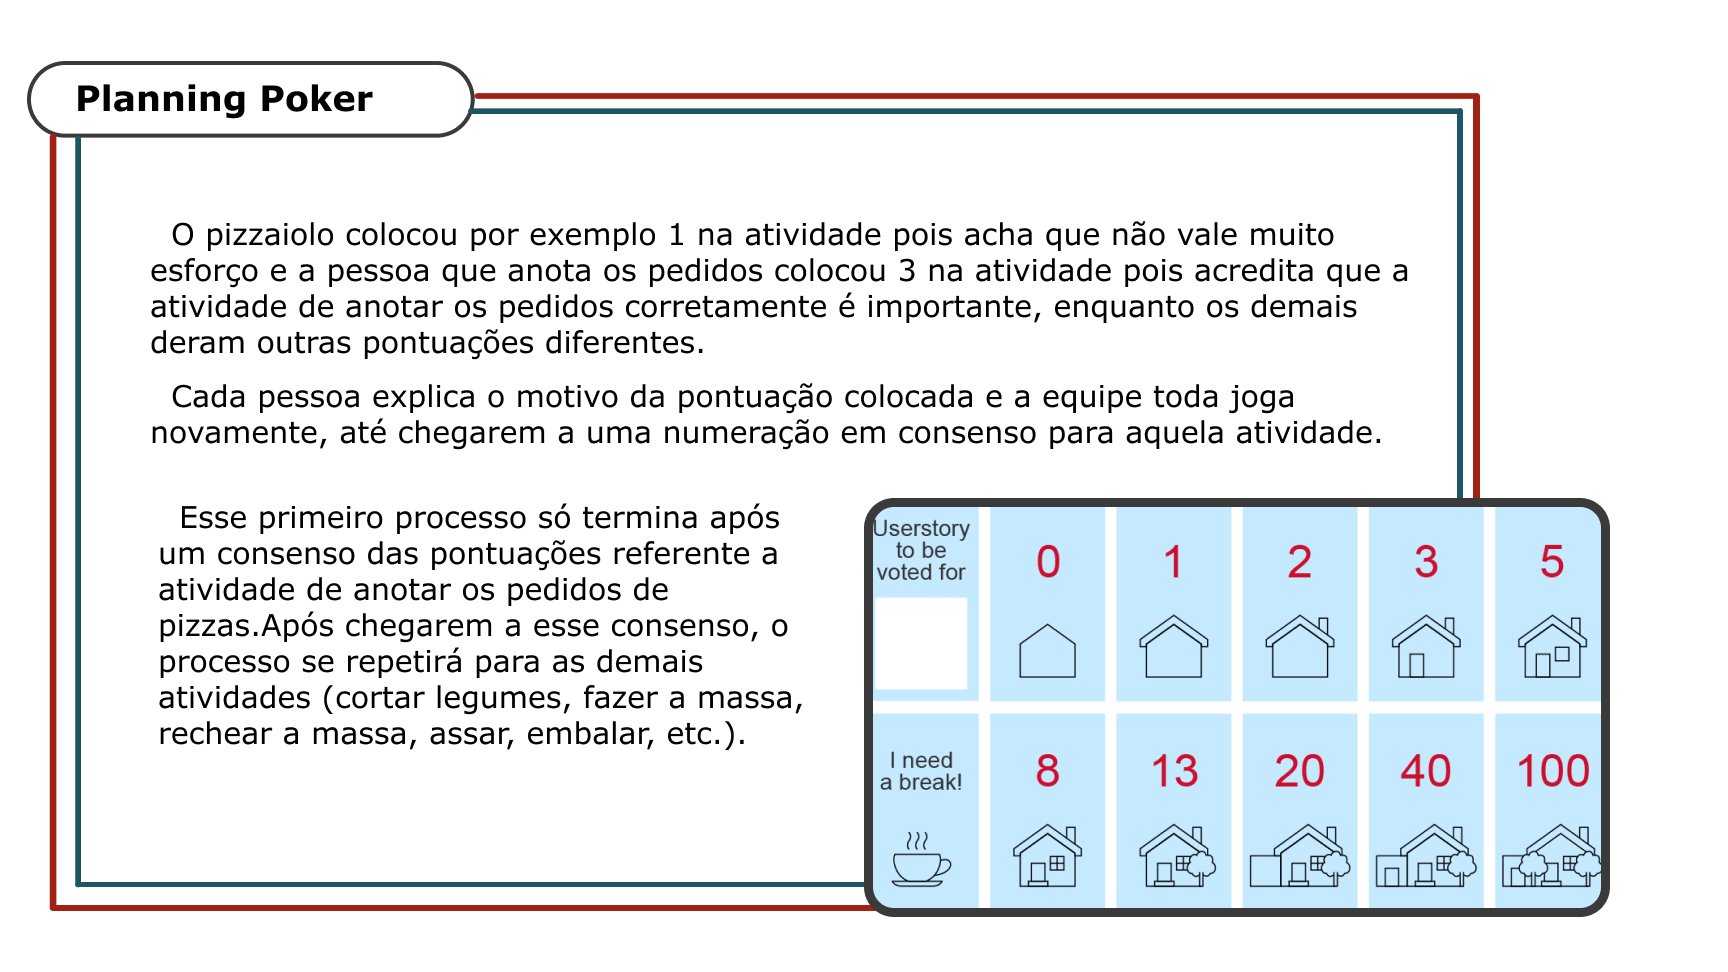 Planning Poker
O pizzaiolo colocou por exemplo 1 na atividade pois acha que não vale muito
esforço e a pessoa que anota os pedidos colocou 3 na atividade pois acredita que a
atividade de anotar os pedidos corretamente é importante, enquanto os demais
deram outras pontuações diferentes.
Cada pessoa explica o motivo da pontuação colocada e a equipe toda joga
novamente, até chegarem a uma numeração em consenso para aquela atividade.
Esse primeiro processo só termina após
um consenso das pontuações referente a
atividade de anotar os pedidos de
pizzas.Após chegarem a esse consenso, o
processo se repetirá para as demais
atividades (cortar legumes, fazer a massa,
rechear a massa, assar, embalar, etc.).
Userstory
to be
voted for
0 1 2 3 5
I need
a break!
8 13 20 40 100